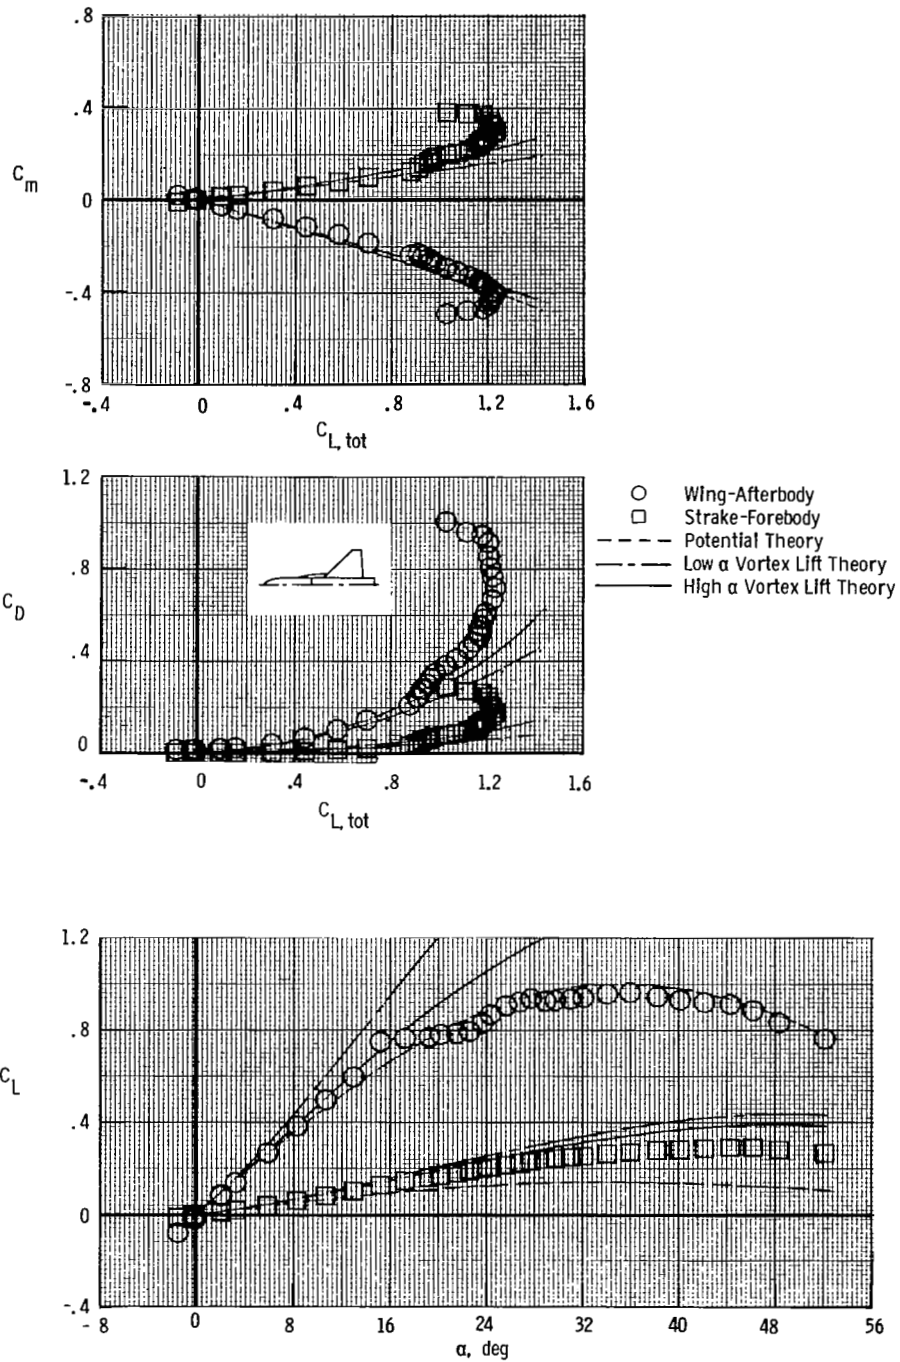 .8
.4
C_m
0
-.4
-.8
-.4 0 .4 .8 1.2 1.6
C_L, tot
1.2
.8
C_D
.4
0
-.4 0 .4 .8 1.2 1.6
C_L, tot
Wing-Afterbody
Strake-Forebody
Potential Theory
Low α Vortex Lift Theory
High α Vortex Lift Theory
1.2
.8
C_L
.4
0
-.4
-8 0 8 16 24 32 40 48 56
α, deg